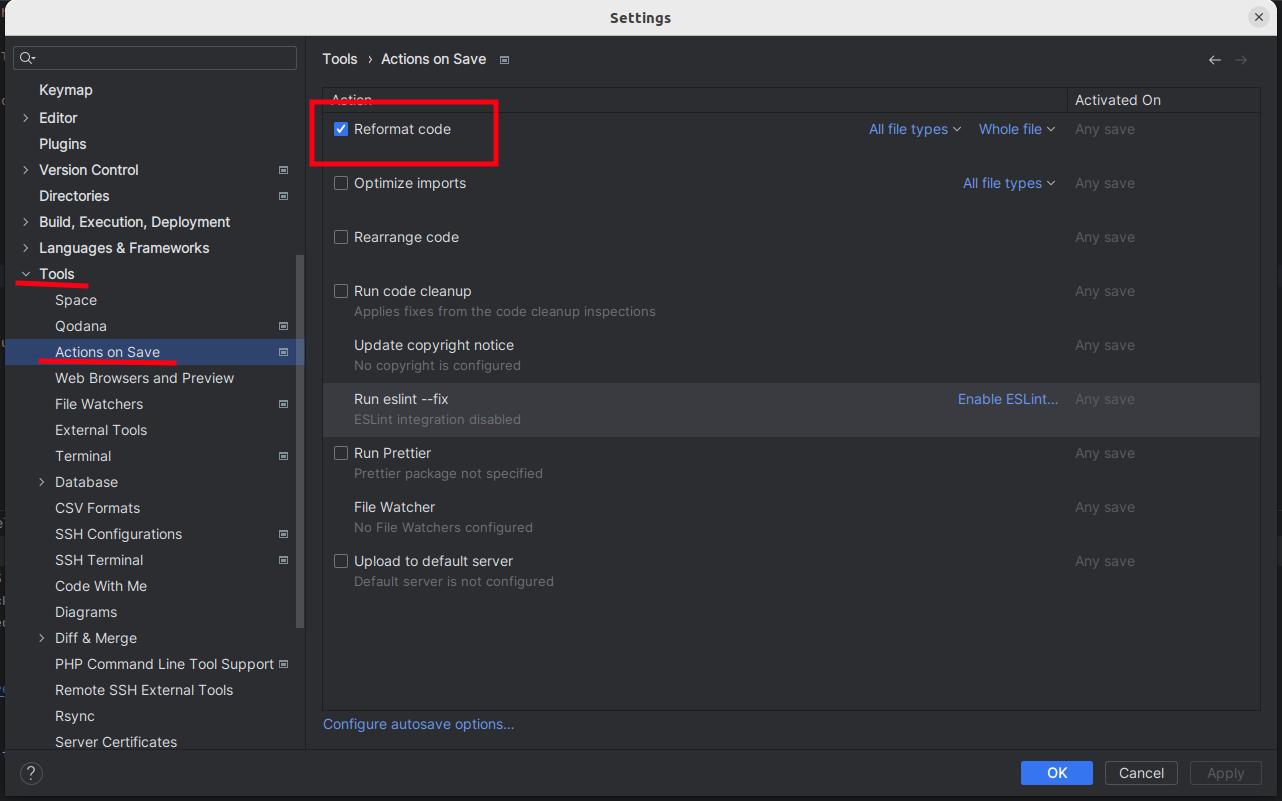 Settings
Keymap
Editor
Plugins
Version Control
Directories
Build, Execution, Deployment
Languages & Frameworks
Tools
Space
Qodana
Actions on Save
Web Browsers and Preview
File Watchers
External Tools
Terminal
Database
CSV Formats
SSH Configurations
SSH Terminal
Code With Me
Diagrams
Diff & Merge
PHP Command Line Tool Support
Remote SSH External Tools
Rsync
Server Certificates
Tools › Actions on Save
Action Activated On
Reformat code All file types Whole file Any save
Optimize imports All file types Any save
Rearrange code Any save
Run code cleanup Any save
Applies fixes from the code cleanup inspections
Update copyright notice Any save
No copyright is configured
Run eslint --fix Enable ESLint... Any save
ESLint integration disabled
Run Prettier Any save
Prettier package not specified
File Watcher Any save
No File Watchers configured
Upload to default server Any save
Default server is not configured
Configure autosave options...
? OK Cancel Apply